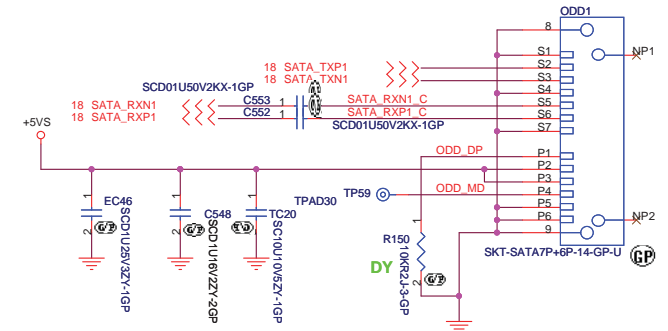 ODD1
8
NP1
S1
18 SATA_TXP1
S2
18 SATA_TXN1
S3
S4
SCD01U50V2KX-1GP
18 SATA_RXN1
C553 1
SATA_RXN1_C
S5
18 SATA_RXP1
C552 1
SATA_RXP1_C
S6
SCD01U50V2KX-1GP
S7
+5VS
ODD_DP
P1
P2
P3
TPAD30
TP59
ODD_MD
P4
P5
P6
NP2
9
SKT-SATA7P+6P-14-GP-U
GP
1
EC46
2
SCD1U25V3ZY-1GP
1
C548
2
SCD1U16V2ZY-2GP
1
TC20
2
SC10U10V5ZY-1GP
1
R150
10KR2J-3-GP
2
DY